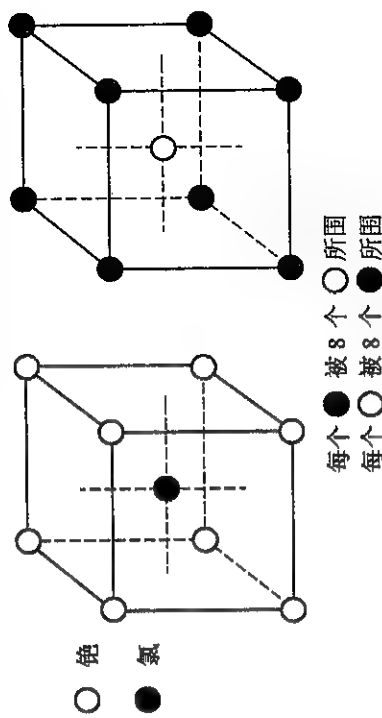 ○ 铯
● 氯
每个 ● 被 8 个 ○ 所围
每个 ○ 被 8 个 ● 所围